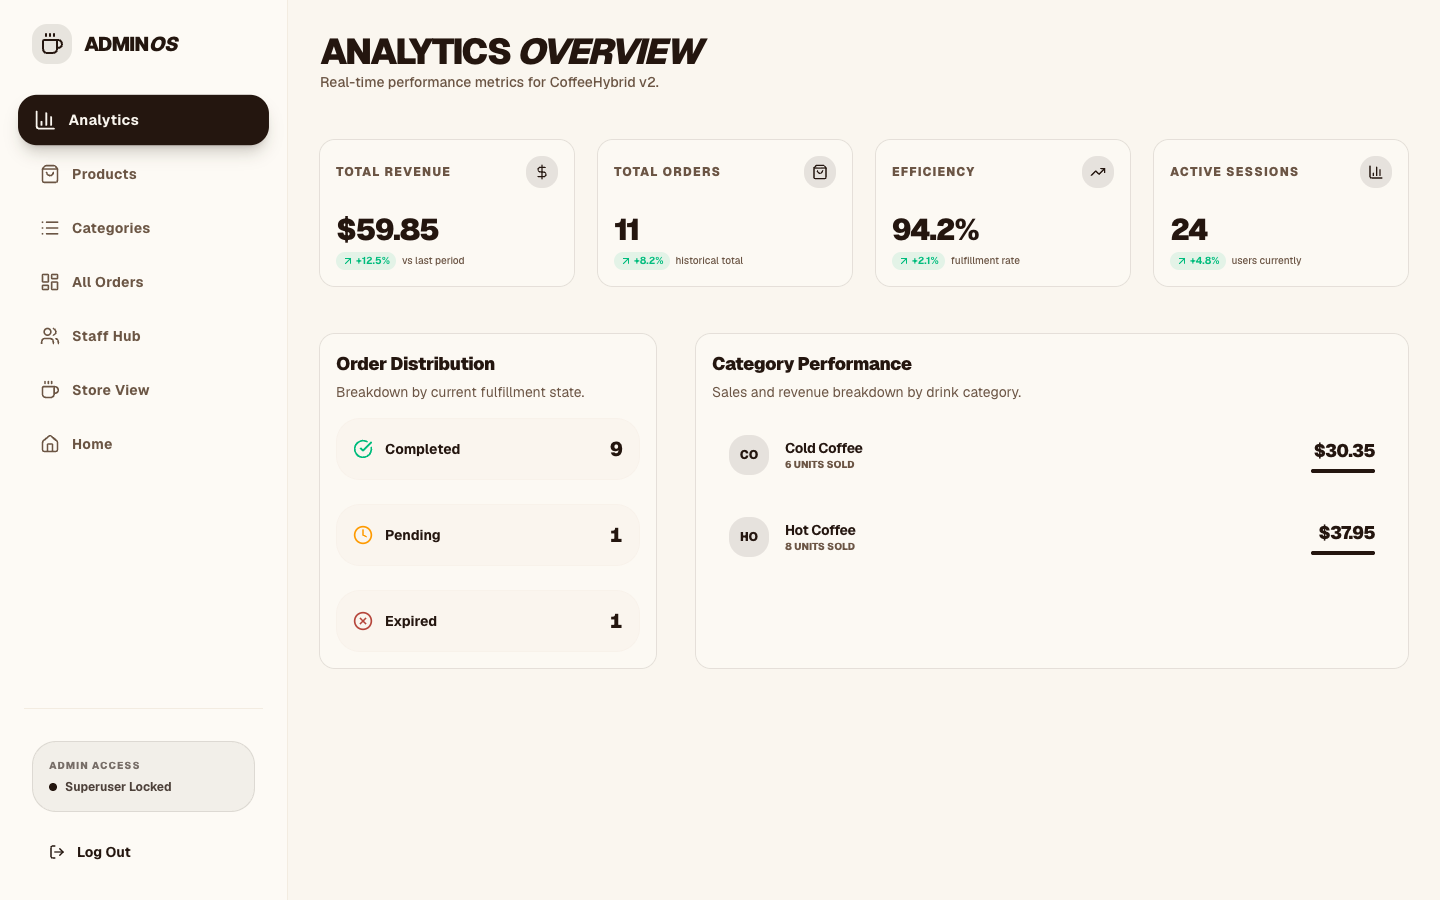 ADMINOS
Analytics
Products
Categories
All Orders
Staff Hub
Store View
Home
ADMIN ACCESS
Superuser Locked
Log Out
ANALYTICS OVERVIEW
Real-time performance metrics for CoffeeHybrid v2.
TOTAL REVENUE
$59.85
+12.5% vs last period
TOTAL ORDERS
11
+8.2% historical total
EFFICIENCY
94.2%
+2.1% fulfillment rate
ACTIVE SESSIONS
24
+4.8% users currently
Order Distribution
Breakdown by current fulfillment state.
Completed 9
Pending 1
Expired 1
Category Performance
Sales and revenue breakdown by drink category.
CO Cold Coffee $30.35
6 UNITS SOLD
HO Hot Coffee $37.95
8 UNITS SOLD